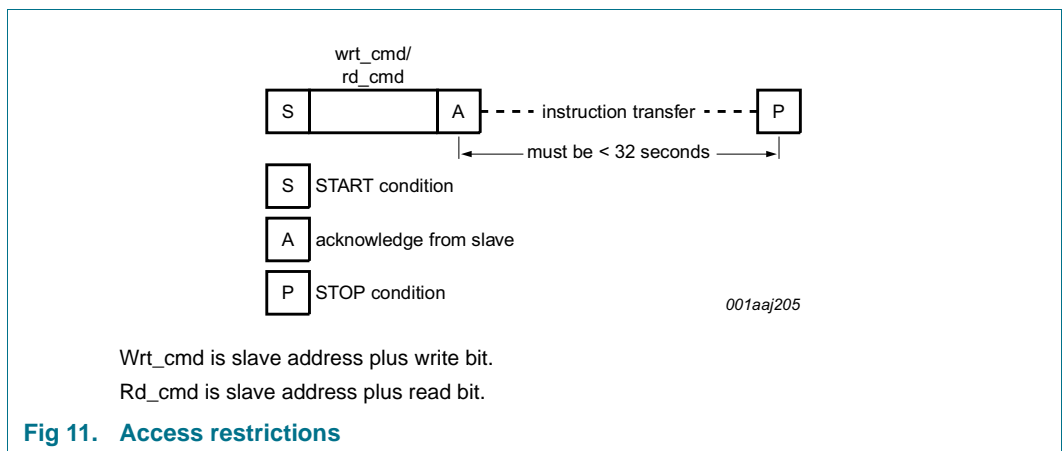 wrt_cmd/
rd_cmd
S A instruction transfer P
must be < 32 seconds
S START condition
A acknowledge from slave
P STOP condition
001aaj205
Wrt_cmd is slave address plus write bit.
Rd_cmd is slave address plus read bit.
Fig 11. Access restrictions